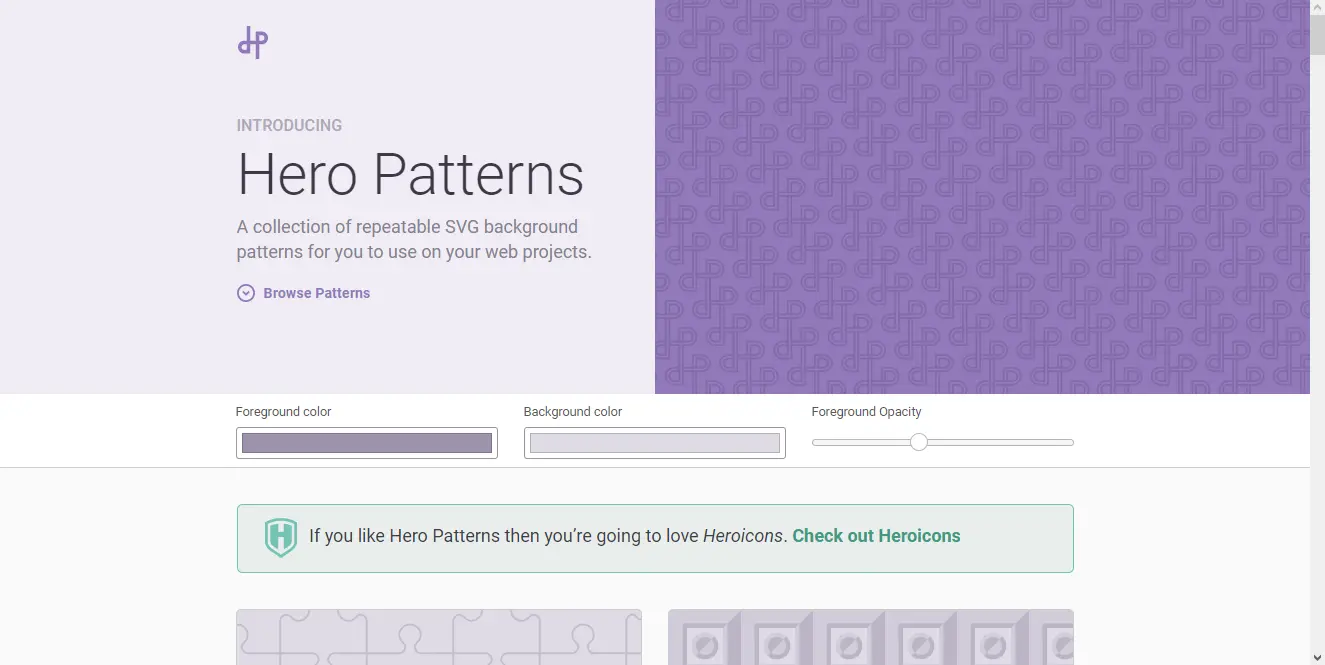 INTRODUCING
Hero Patterns
A collection of repeatable SVG background
patterns for you to use on your web projects.
Browse Patterns
Foreground color
Background color
Foreground Opacity
If you like Hero Patterns then you’re going to love Heroicons. Check out Heroicons